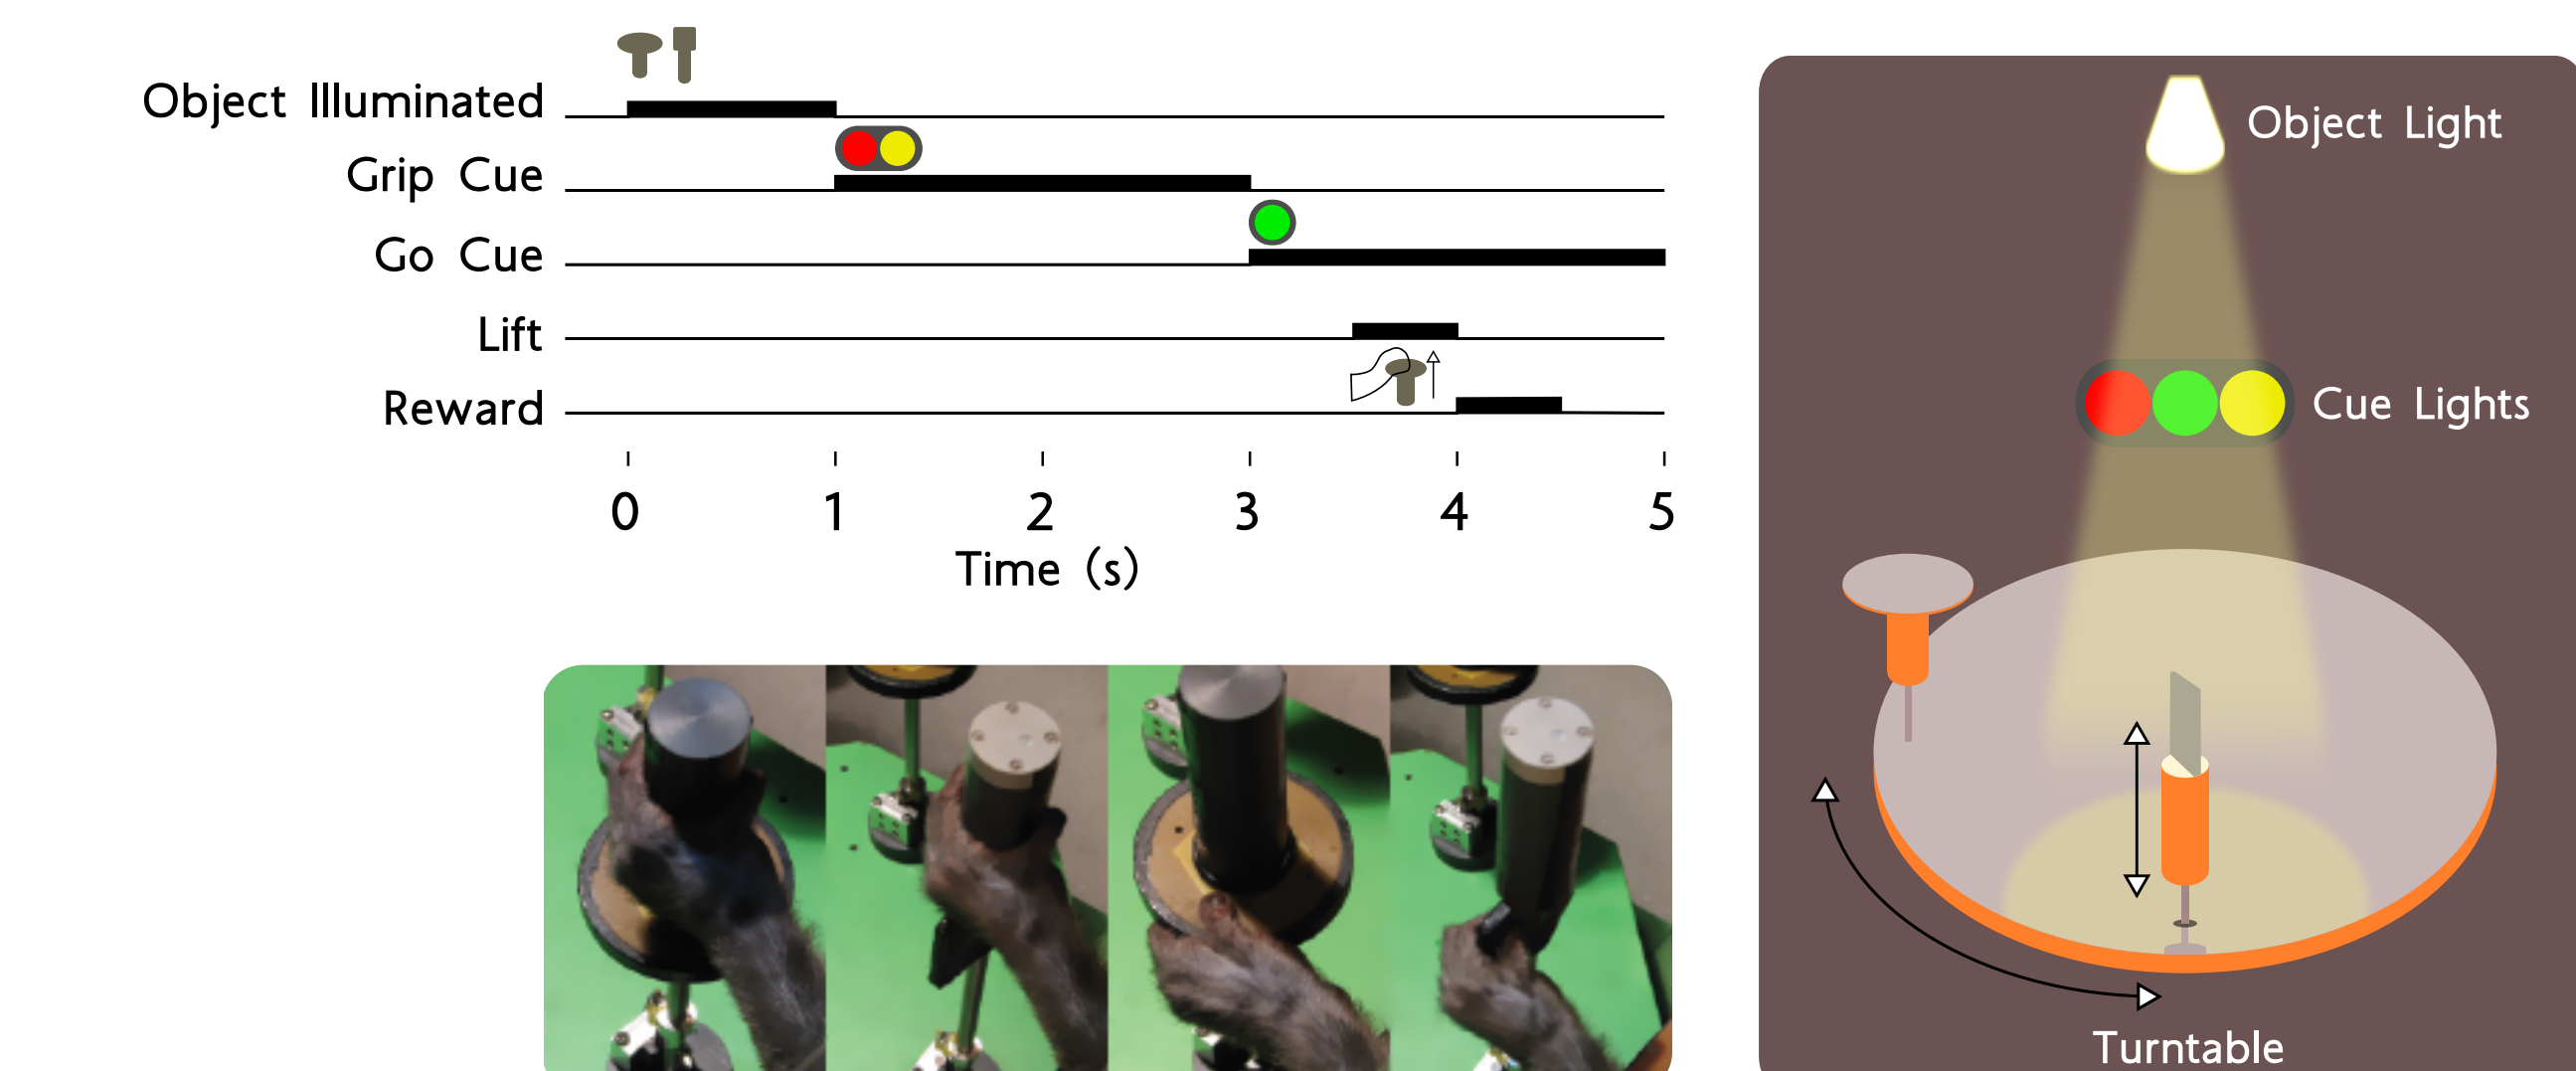 Object Illuminated
Grip Cue
Go Cue
Lift
Reward
0 1 2 3 4 5
Time (s)
Object Light
Cue Lights
Turntable